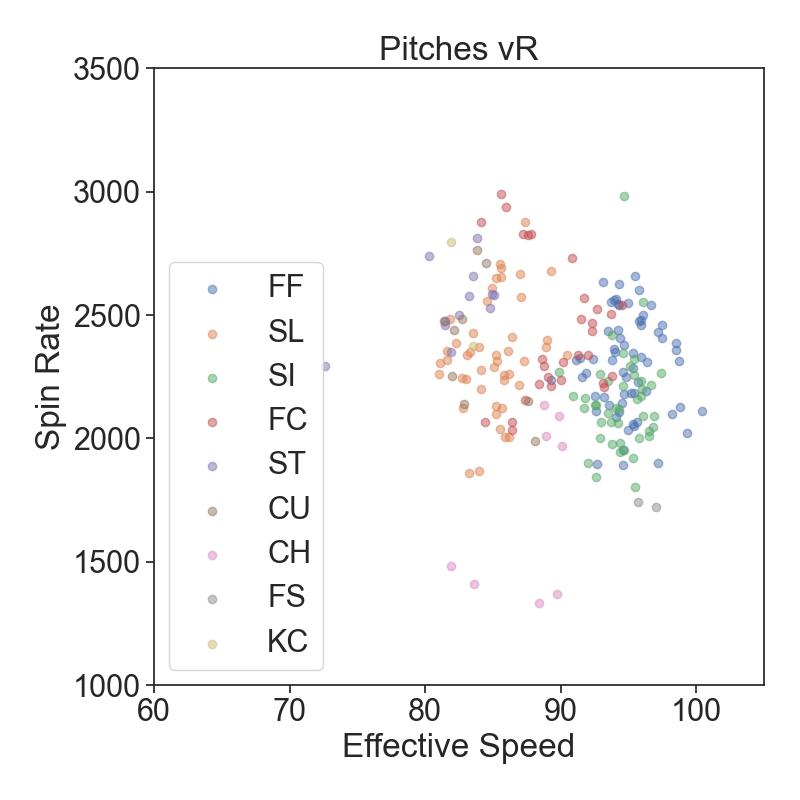 Pitches vR
3500
3000
2500
2000
1500
1000
Spin Rate
FF
SL
SI
FC
ST
CU
CH
FS
KC
60 70 80 90 100
Effective Speed